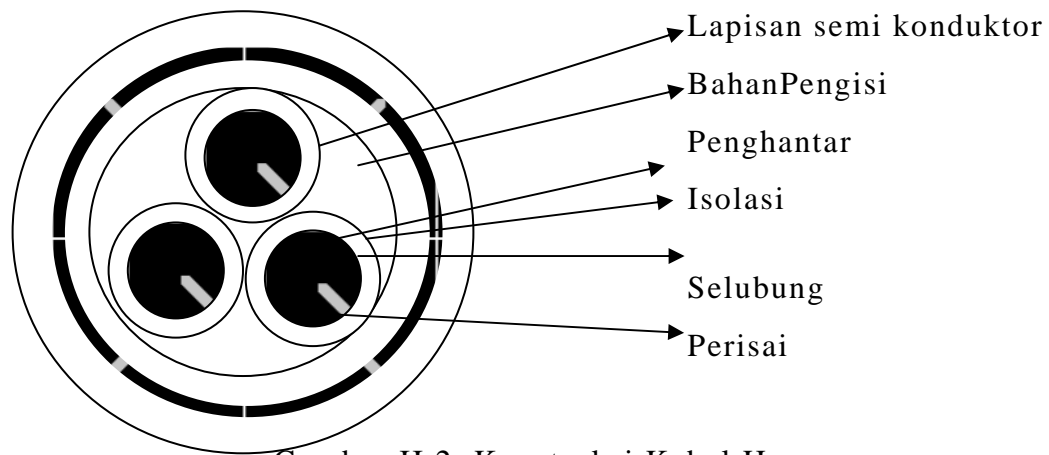 Lapisan semi konduktor
BahanPengisi
Penghantar
Isolasi
Selubung
Perisai